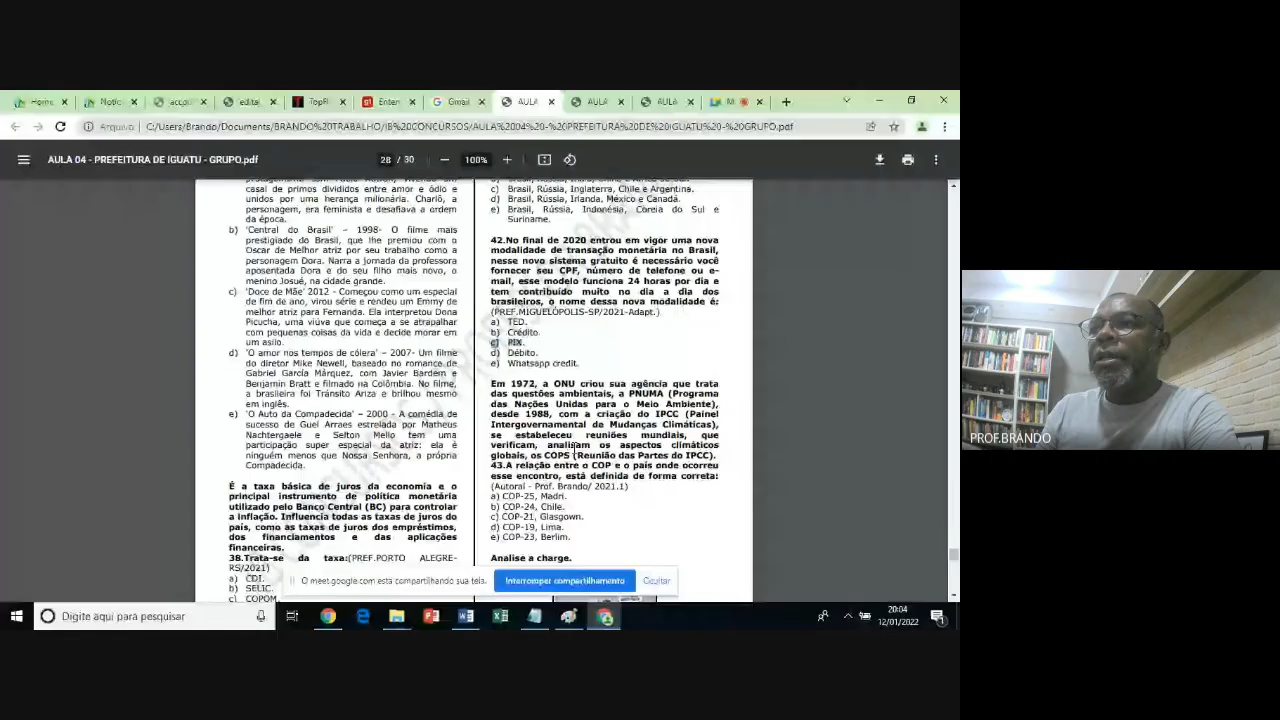 Home
accou
edital
TopFl
Enten
Gmail
AULA
AULA
AULA
M
Arquivo
C:/Users/Brando/Documents/BRANDO%20TRABALHO/IB%20CONCURSOS/AULA%2004%20-%20PREFEITURA%20DE%20IGUATU%20-%20GRUPO.pdf
AULA 04 - PREFEITURA DE IGUATU - GRUPO.pdf
28 / 30
100%
casal de primos divididos entre amor e ódio e
unidos por uma herança milionária. Charlô, a
personagem, era feminista e desafiava a ordem
da época.
b) 'Central do Brasil' – 1998- O filme mais
prestigiado do Brasil, que lhe premiou com o
Oscar de Melhor atriz por seu trabalho como a
personagem Dora. Narra a jornada da professora
aposentada Dora e do seu filho mais novo, o
menino Josué, na cidade grande.
c) 'Doce de Mãe' 2012 - Começou como um especial
de fim de ano, virou série e rendeu um Emmy de
melhor atriz para Fernanda. Ela interpretou Dona
Picucha, uma viúva que começa a se atrapalhar
com pequenas coisas da vida e decide morar em
um asilo.
d) 'O amor nos tempos de cólera' – 2007- Um filme
do diretor Mike Newell, baseado no romance de
Gabriel García Márquez, com Javier Bardem e
Benjamin Bratt e filmado na Colômbia. No filme,
a brasileira foi Tránsito Ariza e brilhou mesmo
em inglês.
e) 'O Auto da Compadecida' – 2000 - A comédia de
sucesso de Guel Arraes estrelada por Matheus
Nachtergaele e Selton Mello tem uma
participação super especial da atriz: ela é
ninguém menos que Nossa Senhora, a própria
Compadecida.
É a taxa básica de juros da economia e o
principal instrumento de política monetária
utilizado pelo Banco Central (BC) para controlar
a inflação. Influencia todas as taxas de juros do
país, como as taxas de juros dos empréstimos,
dos financiamentos e das aplicações
financeiras.
38.Trata-se da taxa:(PREF.PORTO ALEGRE-
RS/2021)
a) CDI.
b) SELIC.
c) COPOM.
c) Brasil, Rússia, Inglaterra, Chile e Argentina.
d) Brasil, Rússia, Irlanda, México e Canadá.
e) Brasil, Rússia, Indonésia, Coreia do Sul e
Suriname.
42.No final de 2020 entrou em vigor uma nova
modalidade de transação monetária no Brasil,
nesse novo sistema gratuito é necessário você
fornecer seu CPF, número de telefone ou e-
mail, esse modelo funciona 24 horas por dia e
tem contribuído muito no dia a dia dos
brasileiros, o nome dessa nova modalidade é:
(PREF.MIGUELÓPOLIS-SP/2021-Adapt.)
a) TED.
b) Crédito.
c) PIX.
d) Débito.
e) Whatsapp credit.
Em 1972, a ONU criou sua agência que trata
das questões ambientais, a PNUMA (Programa
das Nações Unidas para o Meio Ambiente),
desde 1988, com a criação do IPCC (Painel
Intergovernamental de Mudanças Climáticas),
se estabeleceu reuniões mundiais, que
verificam, analisam os aspectos climáticos
globais, os COPS (Reunião das Partes do IPCC).
43.A relação entre o COP e o país onde ocorreu
esse encontro, está definida de forma correta:
(Autoral - Prof. Brando/ 2021.1)
a) COP-25, Madri.
b) COP-24, Chile.
c) COP-21, Glasgown.
d) COP-19, Lima.
e) COP-23, Berlim.
Analise a charge.
O meet.google.com está compartilhando sua tela.
Interromper compartilhamento
Ocultar
Digite aqui para pesquisar
20:04
12/01/2022
PROF.BRANDO